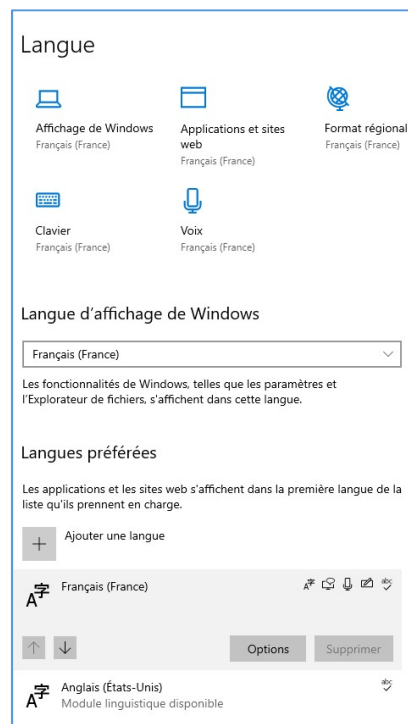 Langue
Affichage de Windows
Français (France)
Applications et sites
web
Français (France)
Format régional
Français (France)
Clavier
Français (France)
Voix
Français (France)
Langue d'affichage de Windows
Français (France)
Les fonctionnalités de Windows, telles que les paramètres et
l'Explorateur de fichiers, s'affichent dans cette langue.
Langues préférées
Les applications et les sites web s'affichent dans la première langue de la
liste qu'ils prennent en charge.
Ajouter une langue
Français (France)
Options
Supprimer
Anglais (États-Unis)
Module linguistique disponible